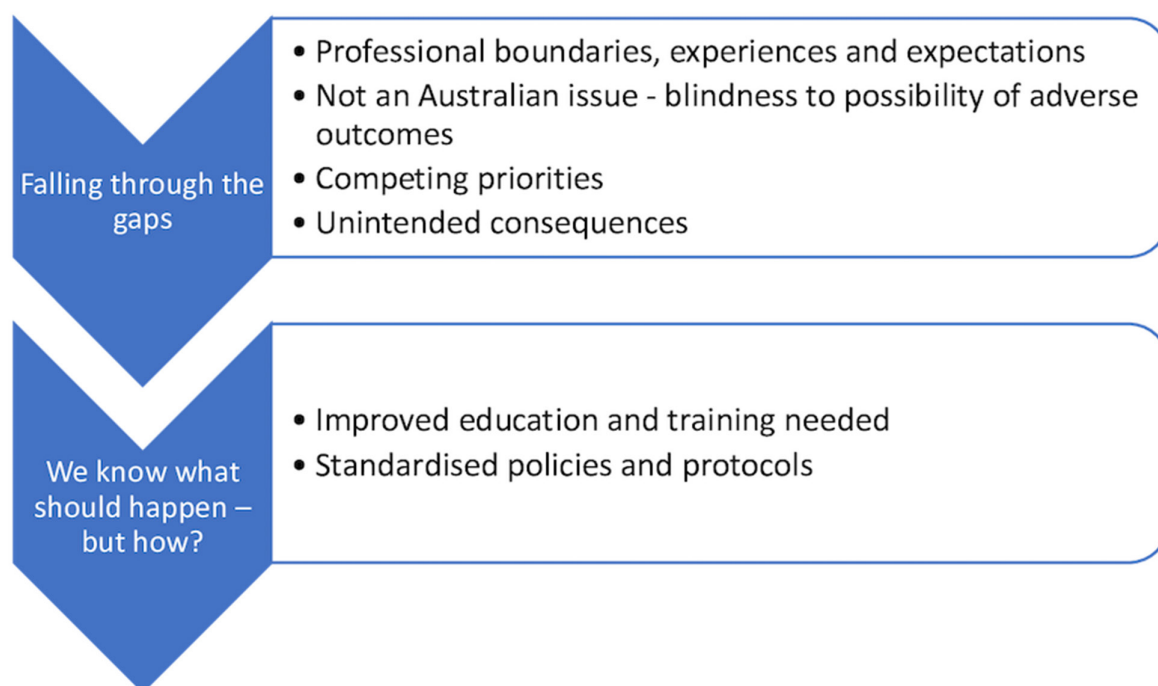 Falling through the
gaps
• Professional boundaries, experiences and expectations
• Not an Australian issue - blindness to possibility of adverse
outcomes
• Competing priorities
• Unintended consequences
We know what
should happen –
but how?
• Improved education and training needed
• Standardised policies and protocols